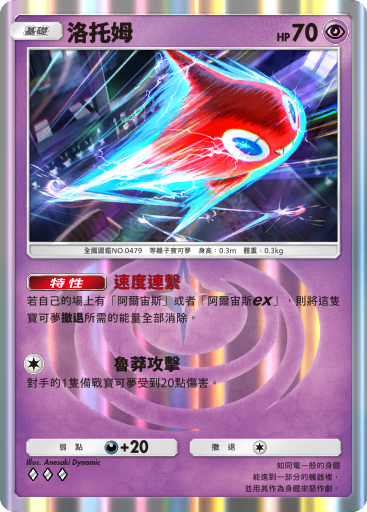 基礎 洛托姆 HP 70
全國圖鑑NO.0479 等離子寶可夢 身高：0.3m 體重：0.3kg
特性 速度連繫
若自己的場上有「阿爾宙斯」或者「阿爾宙斯ex」，則將這隻
寶可夢撤退所需的能量全部消除。
魯莽攻擊
對手的1隻備戰寶可夢受到20點傷害。
弱點 +20 撤退
Illus. Anesaki Dynamic
如同電一般的身體
能進到一部分的機器裡，
並用其作為身體來惡作劇。